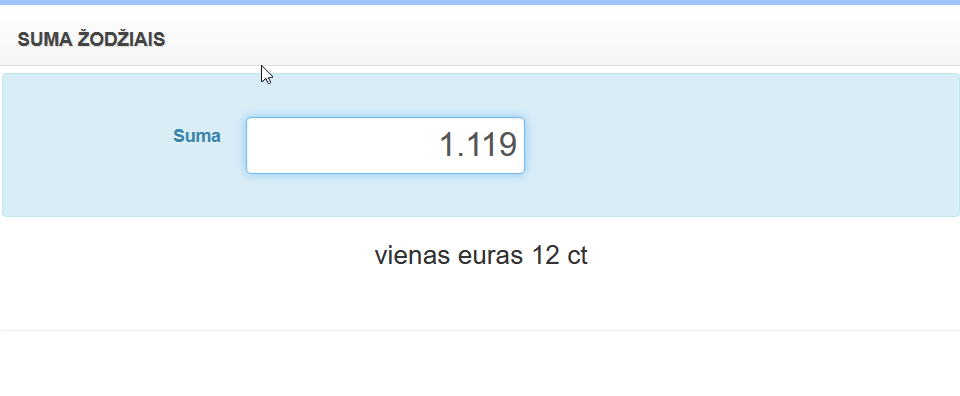 SUMA ŽODŽIAIS
Suma
1.119
vienas euras 12 ct